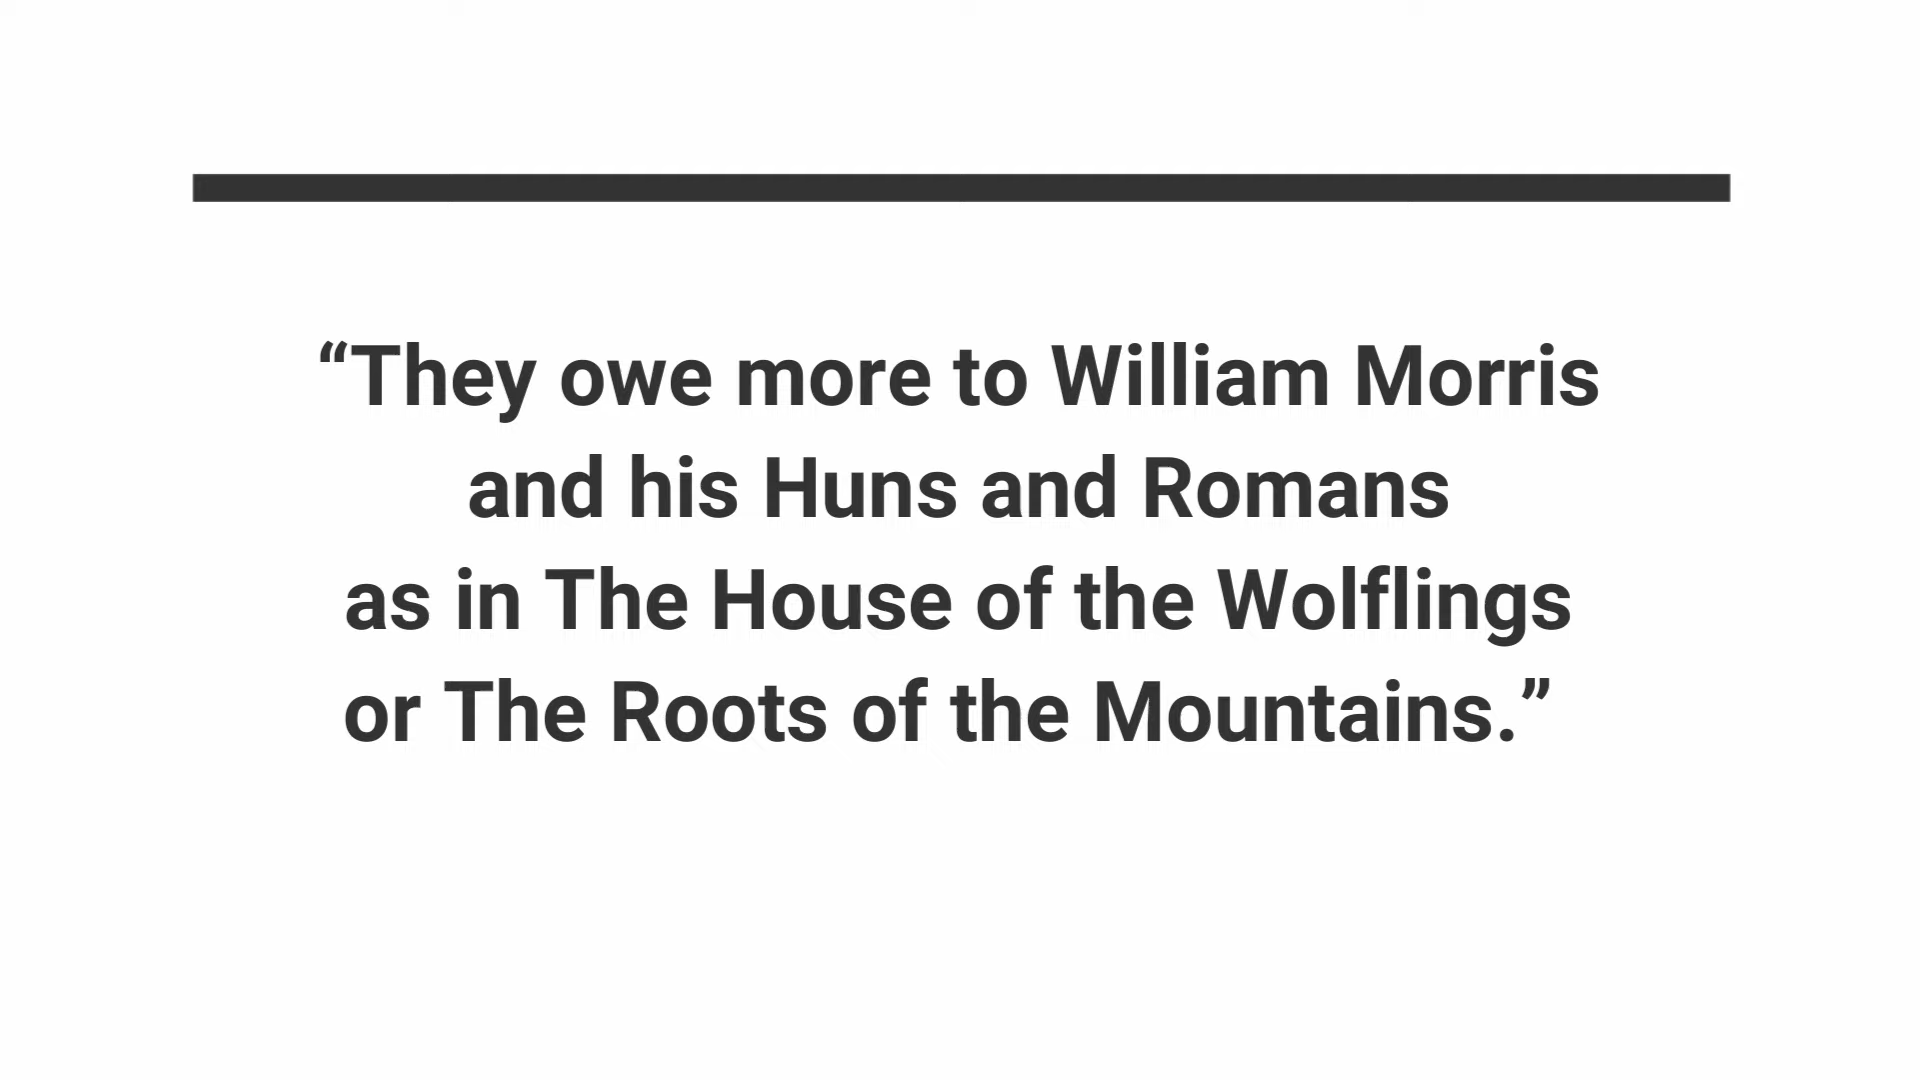 “They owe more to William Morris
and his Huns and Romans
as in The House of the Wolflings
or The Roots of the Mountains.”